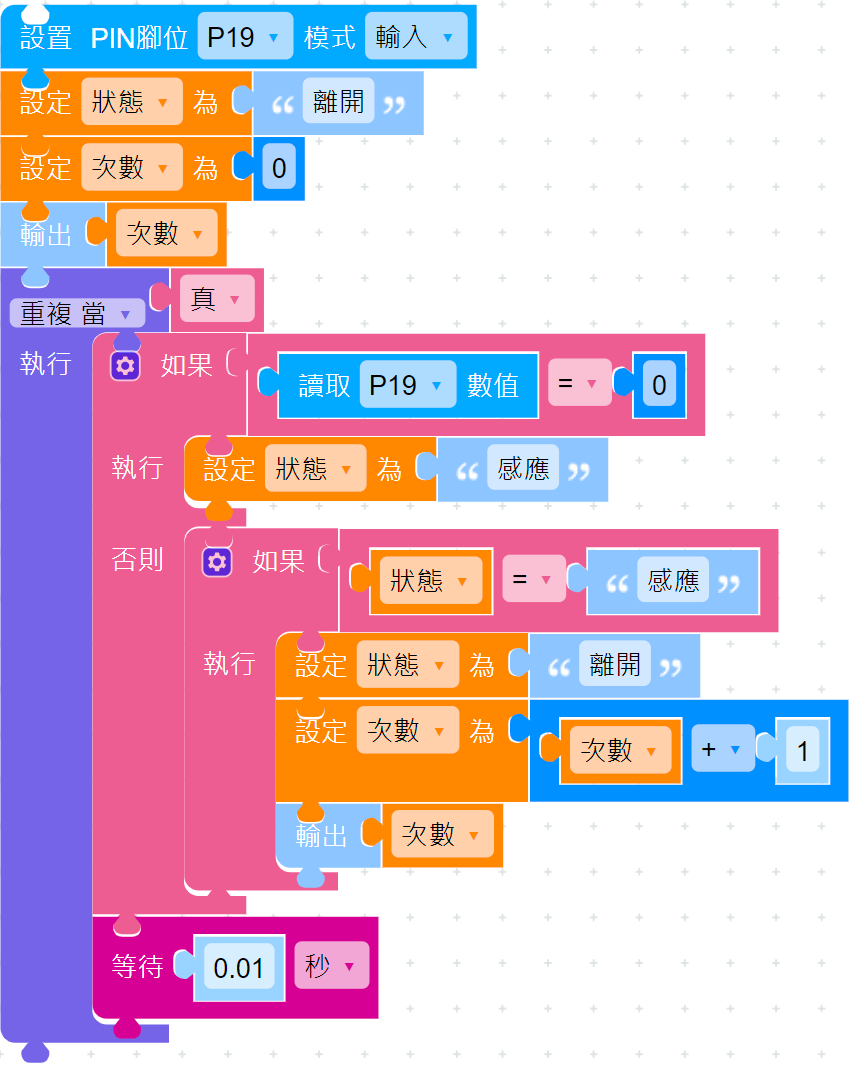 設置 PIN腳位 P19 模式 輸入
設定 狀態 為 “ 離開 ”
設定 次數 為 0
輸出 次數
重複 當 真
執行 如果 讀取 P19 數值 = 0
執行 設定 狀態 為 “ 感應 ”
否則 如果 狀態 = “ 感應 ”
執行 設定 狀態 為 “ 離開 ”
設定 次數 為 次數 + 1
輸出 次數
等待 0.01 秒